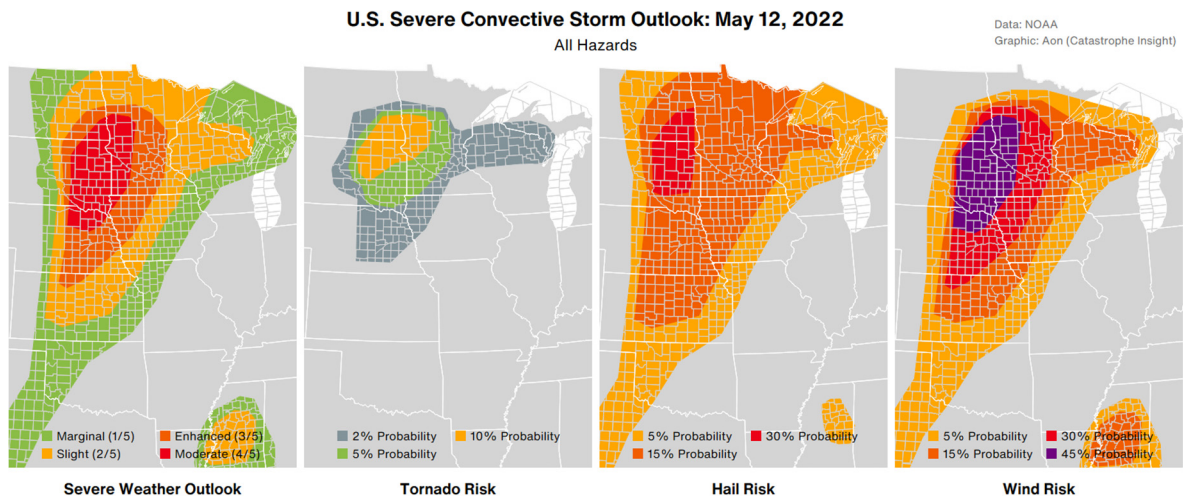 U.S. Severe Convective Storm Outlook: May 12, 2022
All Hazards
Data: NOAA
Graphic: Aon (Catastrophe Insight)
Marginal (1/5)
Enhanced (3/5)
Slight (2/5)
Moderate (4/5)
2% Probability
10% Probability
5% Probability
5% Probability
30% Probability
15% Probability
5% Probability
30% Probability
15% Probability
45% Probability
Severe Weather Outlook
Tornado Risk
Hail Risk
Wind Risk